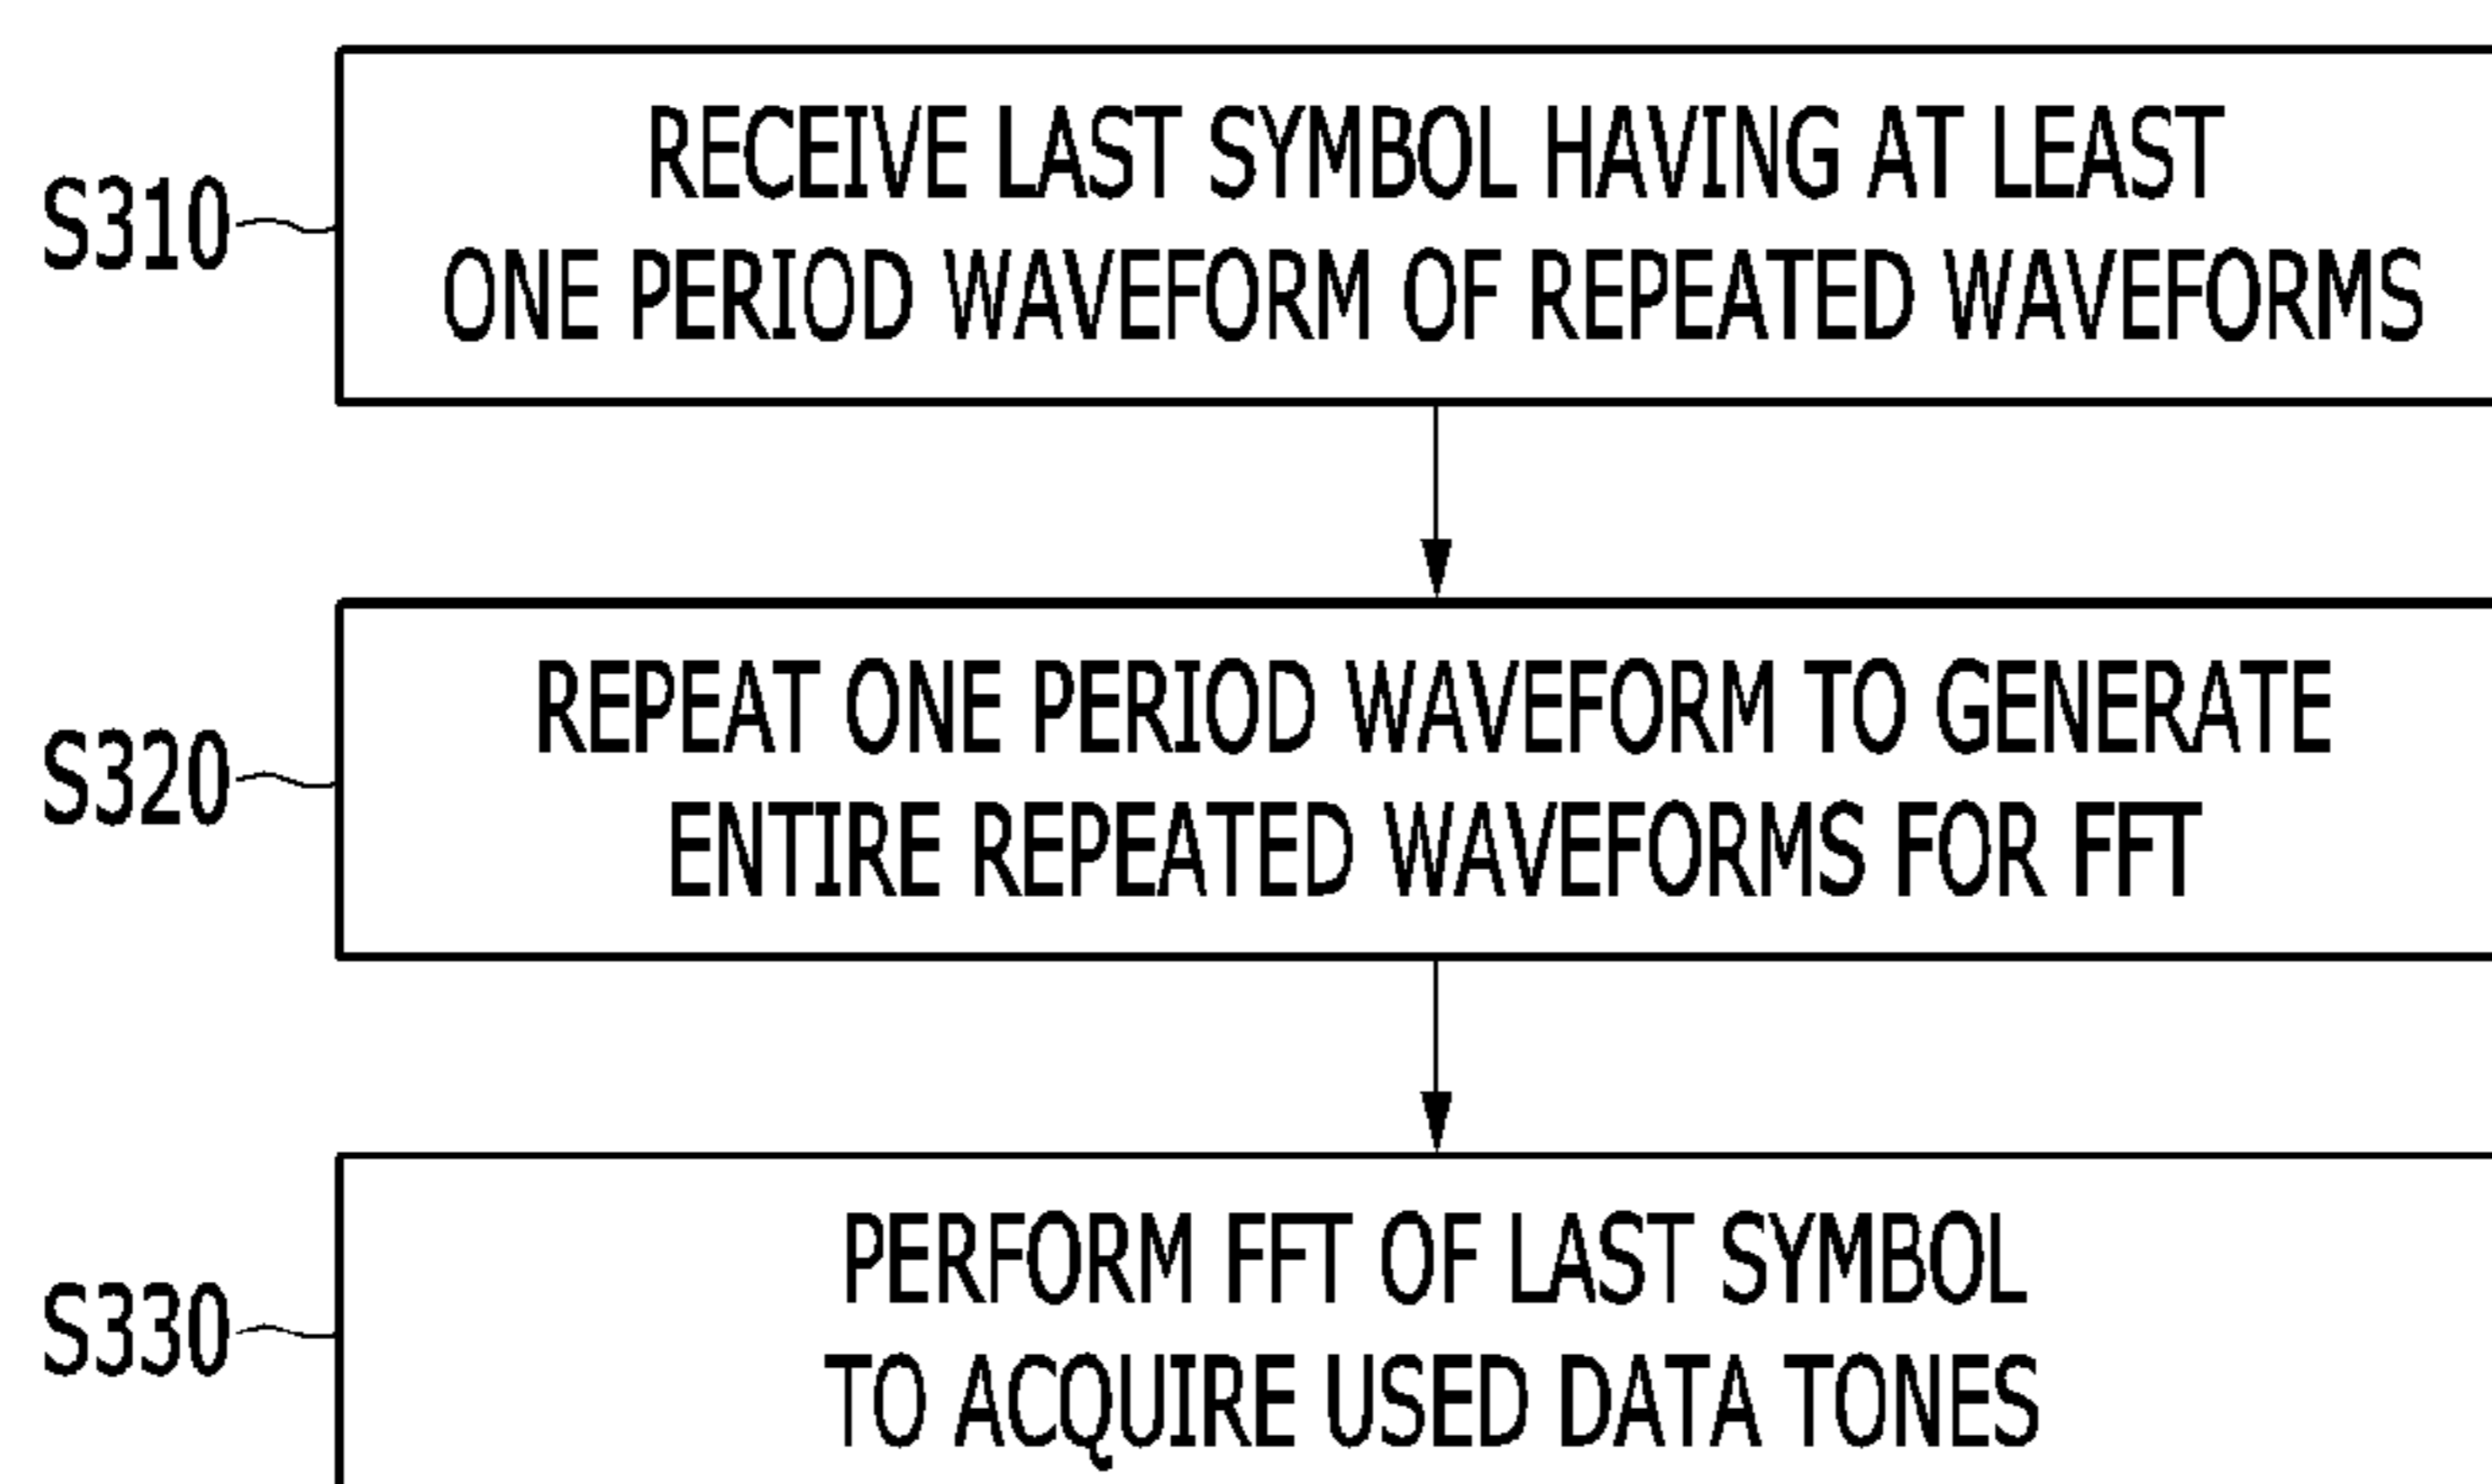 RECEIVE LAST SYMBOL HAVING AT LEAST
S310
ONE PERIOD WAVEFORM OF REPEATED WAVEFORMS
REPEAT ONE PERIOD WAVEFORM TO GENERATE
S320
ENTIRE REPEATED WAVEFORMS FOR FFT
PERFORM FFT OF LAST SYMBOL
S330
TO ACQUIRE USED DATA TONES